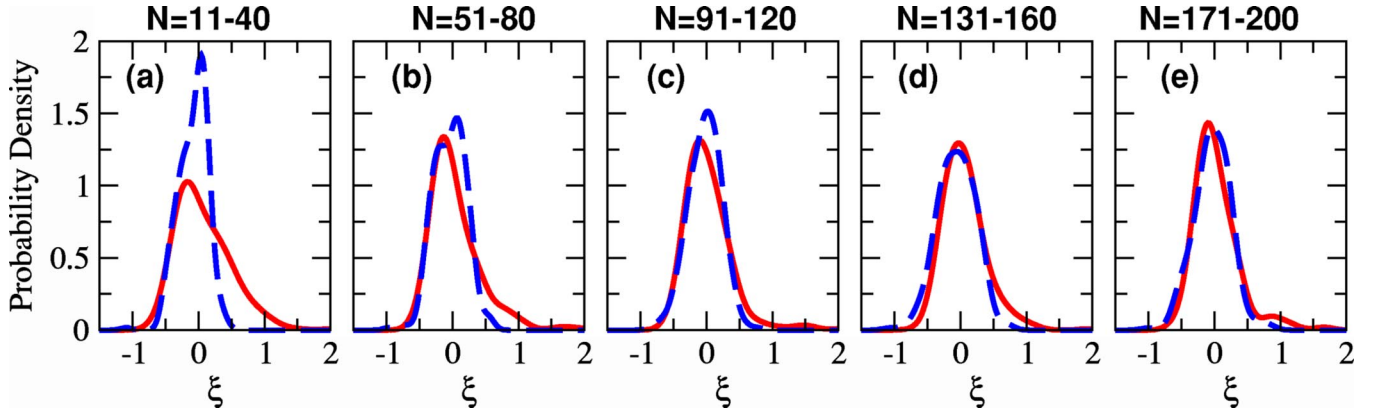 N=11-40 N=51-80 N=91-120 N=131-160 N=171-200
(a) (b) (c) (d) (e)
Probability Density
2
1.5
1
0.5
0
-1 0 1 2 -1 0 1 2 -1 0 1 2 -1 0 1 2 -1 0 1 2
ξ ξ ξ ξ ξ